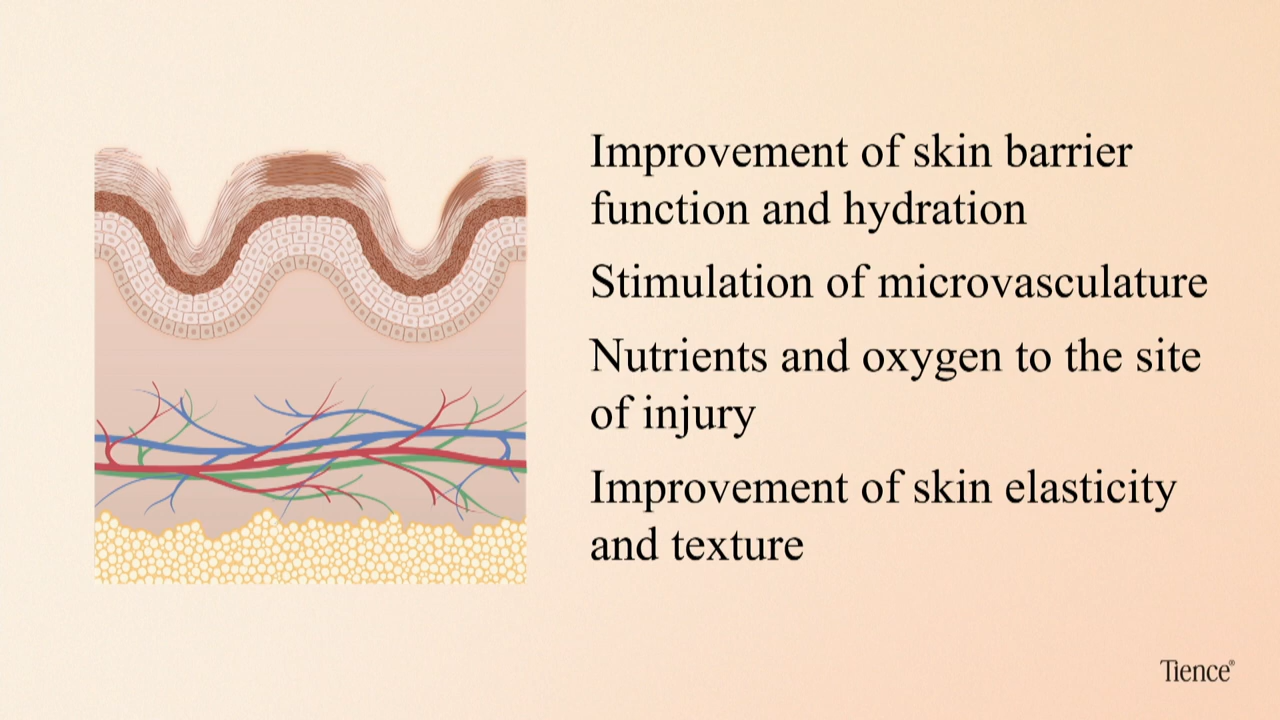 Improvement of skin barrier
function and hydration
Stimulation of microvasculature
Nutrients and oxygen to the site
of injury
Improvement of skin elasticity
and texture
Tience®